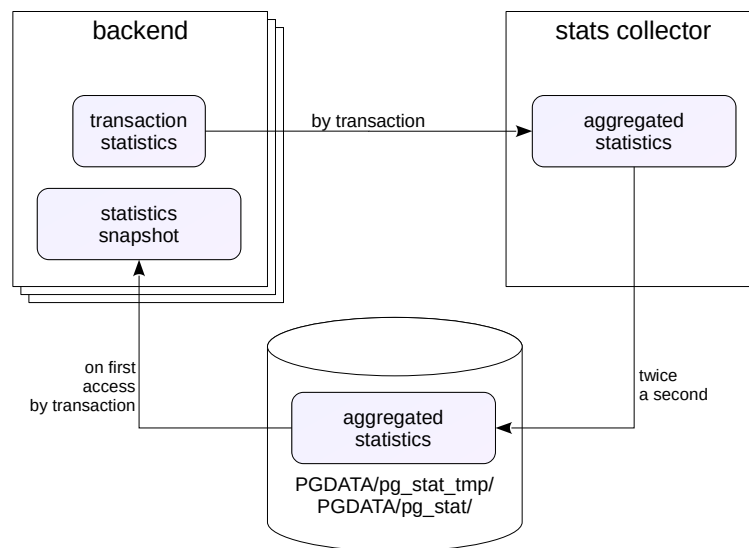 backend
stats collector
transaction
statistics
by transaction
aggregated
statistics
statistics
snapshot
on first
access
by transaction
twice
a second
aggregated
statistics
PGDATA/pg_stat_tmp/
PGDATA/pg_stat/